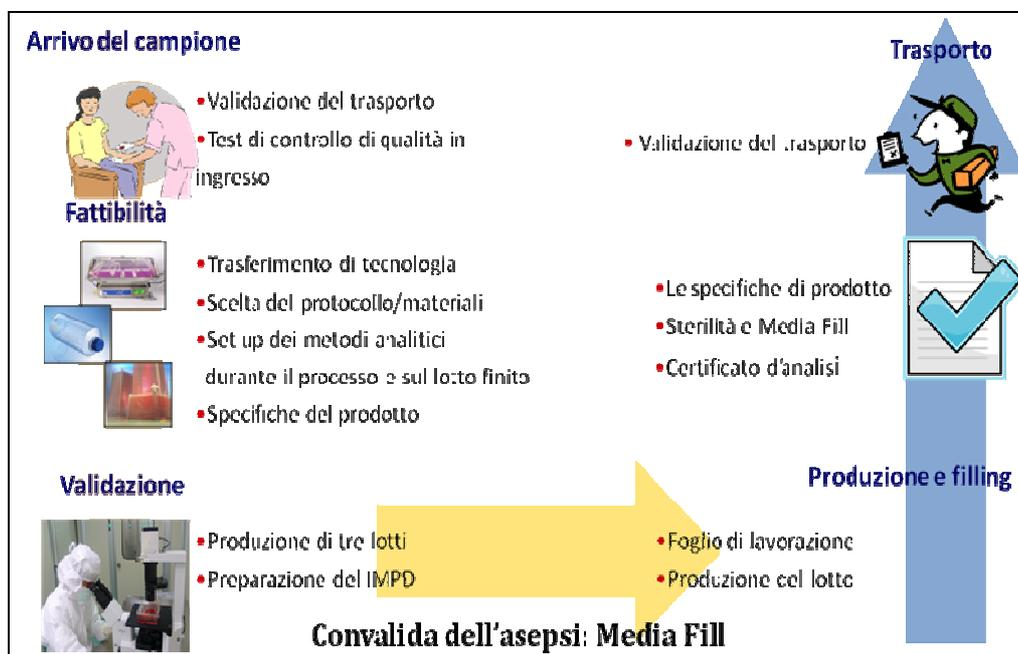 Arrivo del campione
•Validazione del trasporto
•Test di controllo di qualità in
ingresso
Fattibilità
•Trasferimento di tecnologia
•Scelta del protocollo/materiali
•Set up dei metodi analitici
durante il processo e sul lotto finito
•Specifiche del prodotto
Validazione
•Produzione di tre lotti
•Preparazione del IMPD
Trasporto
• Validazione del trasporto
•Le specifiche di prodotto
•Sterilità e Media Fill
•Certificato d'analisi
Produzione e filling
•Foglio di lavorazione
•Produzione del lotto
Convalida dell'asepsi: Media Fill